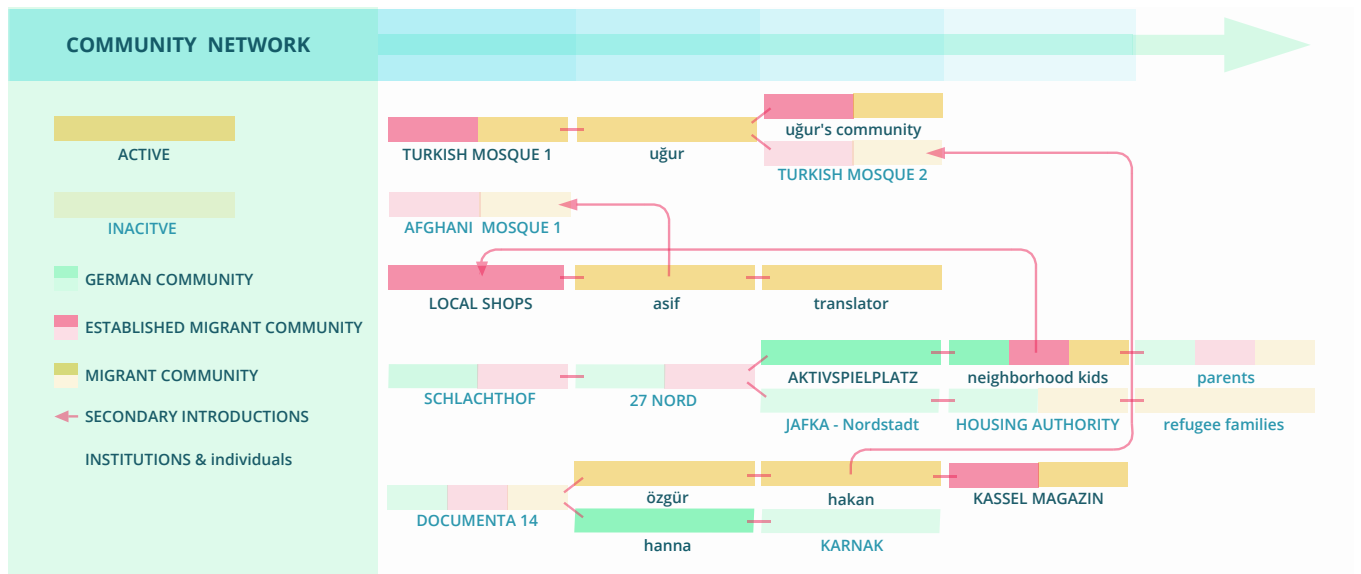 COMMUNITY NETWORK
ACTIVE
INACITVE
GERMAN COMMUNITY
ESTABLISHED MIGRANT COMMUNITY
MIGRANT COMMUNITY
SECONDARY INTRODUCTIONS
INSTITUTIONS & individuals
TURKISH MOSQUE 1
uğur
uğur's community
TURKISH MOSQUE 2
AFGHANI MOSQUE 1
LOCAL SHOPS
asif
translator
SCHLACHTHOF
27 NORD
AKTIVSPIELPLATZ
neighborhood kids
parents
JAFKA - Nordstadt
HOUSING AUTHORITY
refugee families
DOCUMENTA 14
özgür
hakan
KASSEL MAGAZIN
hanna
KARNAK